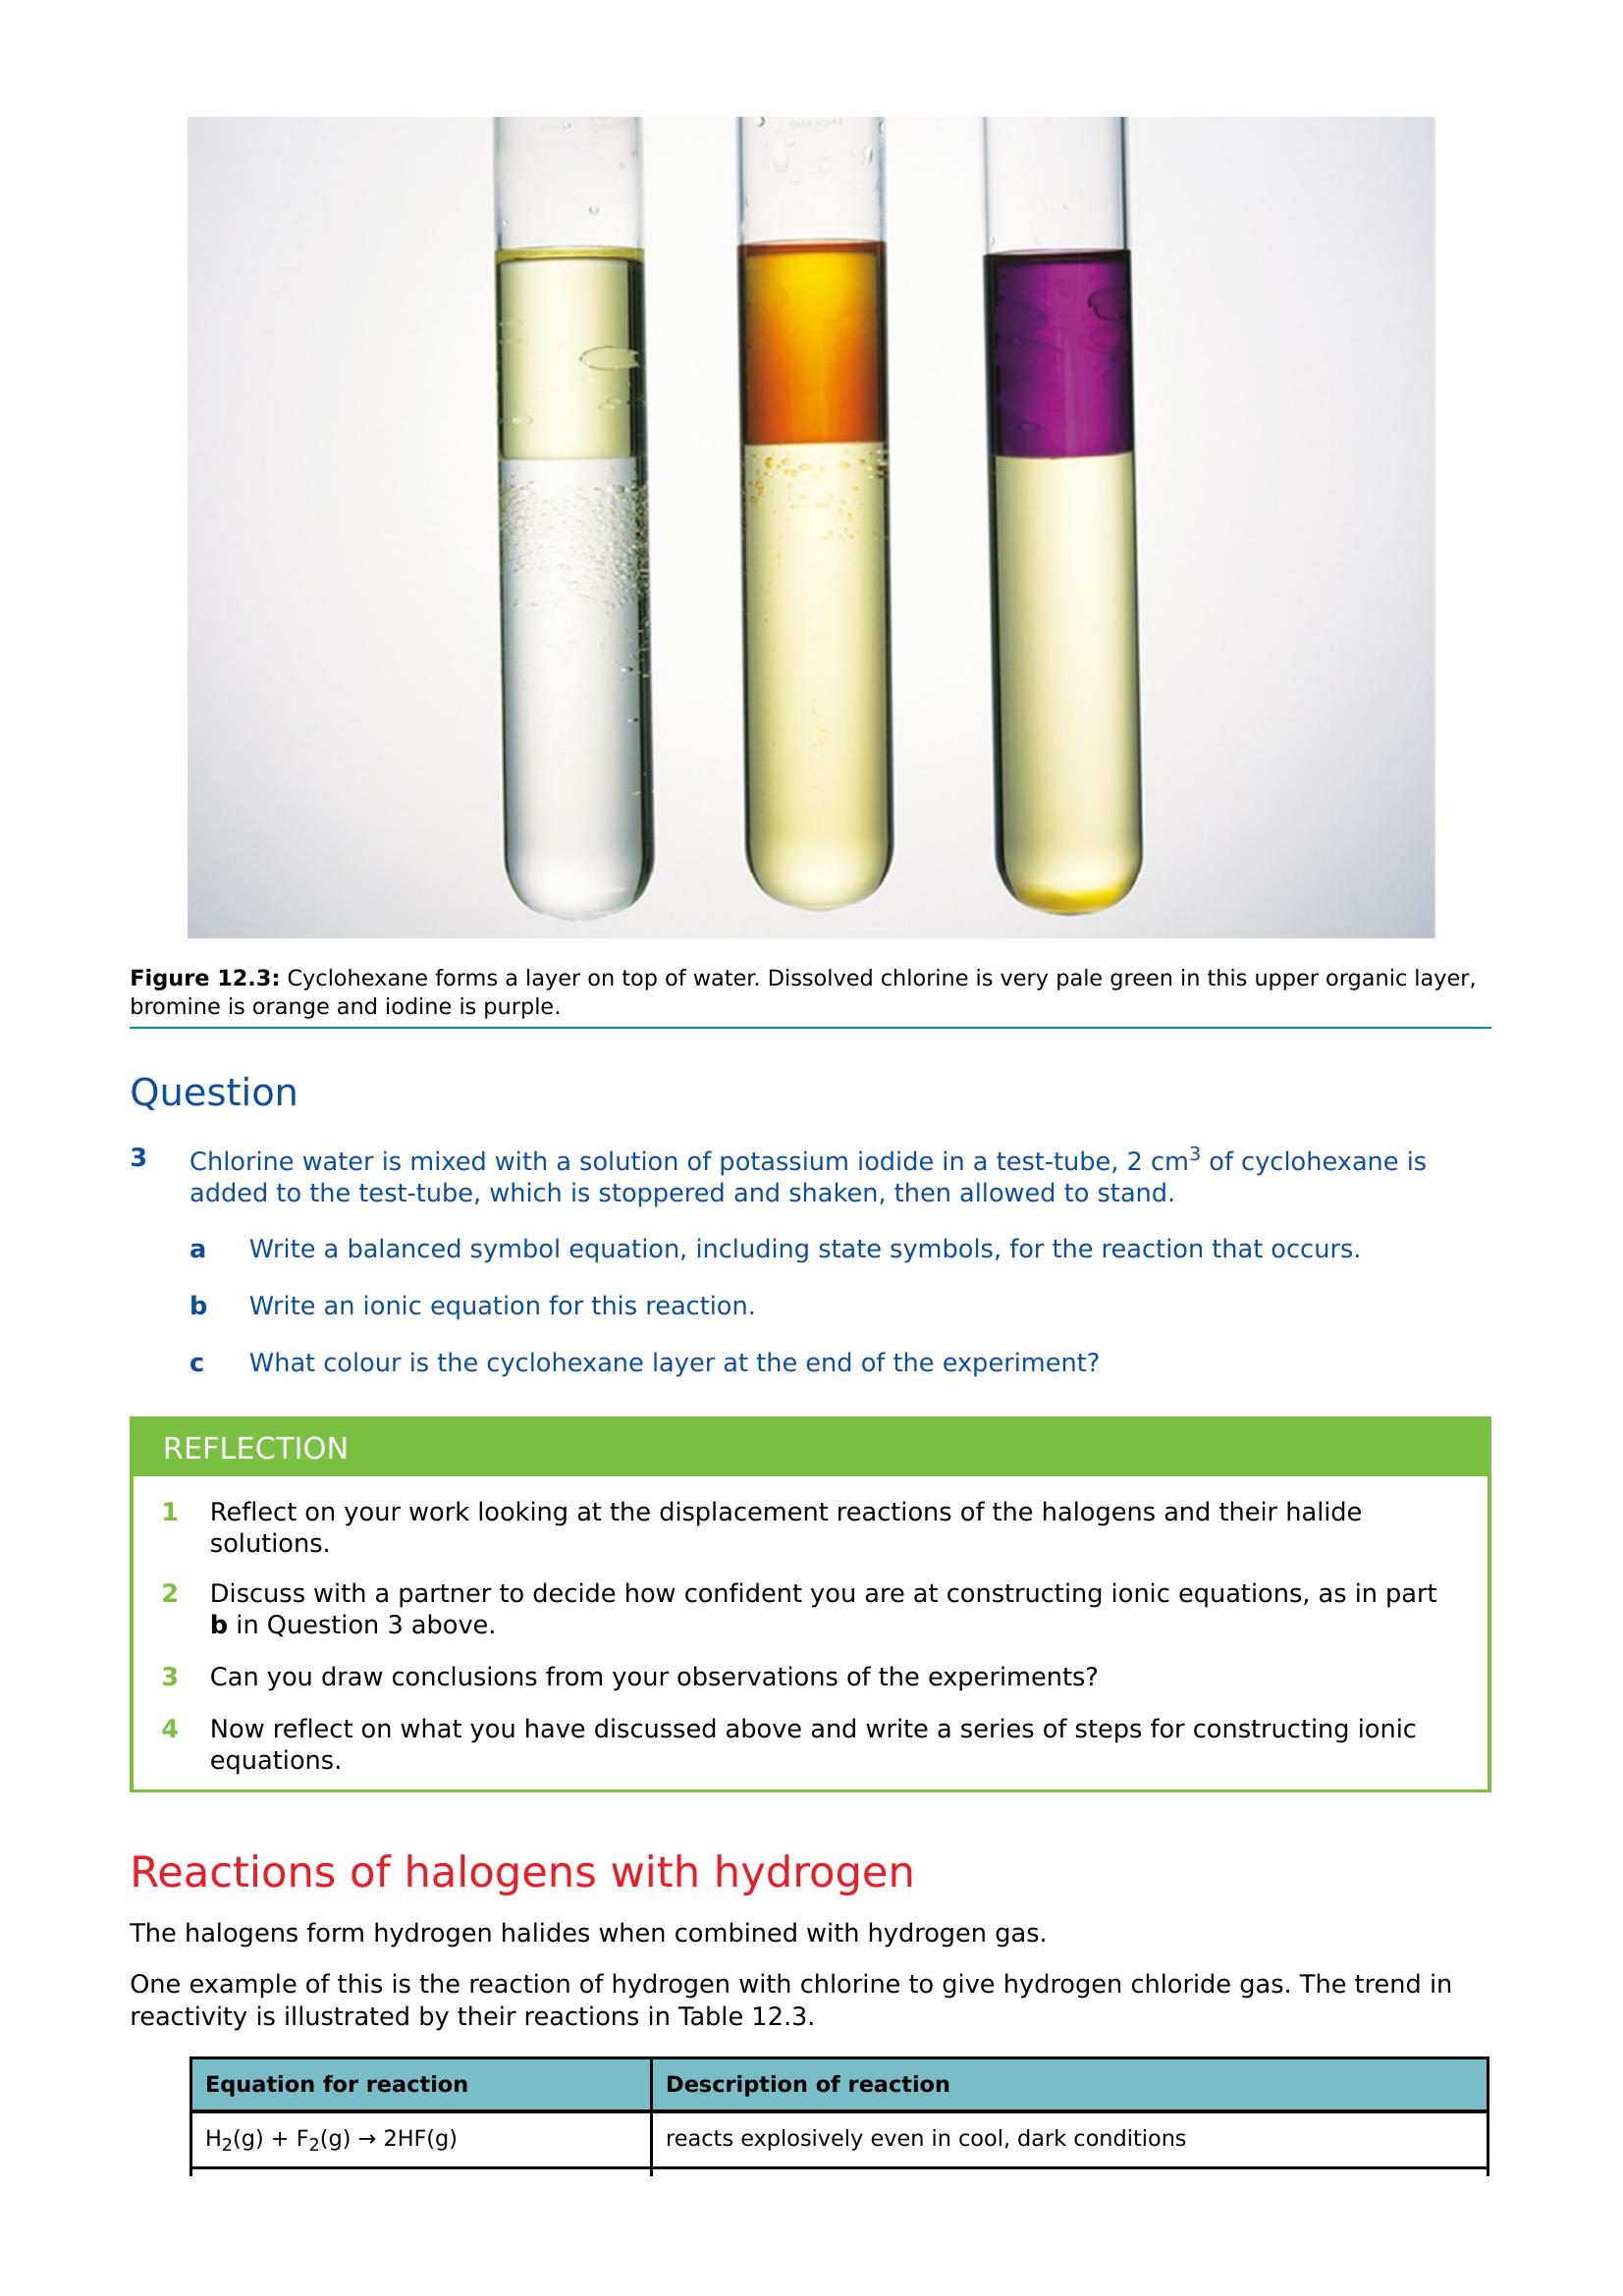 Figure 12.3: Cyclohexane forms a layer on top of water. Dissolved chlorine is very pale green in this upper organic layer,
bromine is orange and iodine is purple.
Question
3 Chlorine water is mixed with a solution of potassium iodide in a test-tube, 2 cm³ of cyclohexane is
added to the test-tube, which is stoppered and shaken, then allowed to stand.
a Write a balanced symbol equation, including state symbols, for the reaction that occurs.
b Write an ionic equation for this reaction.
c What colour is the cyclohexane layer at the end of the experiment?
REFLECTION
1 Reflect on your work looking at the displacement reactions of the halogens and their halide
solutions.
2 Discuss with a partner to decide how confident you are at constructing ionic equations, as in part
b in Question 3 above.
3 Can you draw conclusions from your observations of the experiments?
4 Now reflect on what you have discussed above and write a series of steps for constructing ionic
equations.
Reactions of halogens with hydrogen
The halogens form hydrogen halides when combined with hydrogen gas.
One example of this is the reaction of hydrogen with chlorine to give hydrogen chloride gas. The trend in
reactivity is illustrated by their reactions in Table 12.3.
Equation for reaction Description of reaction
H₂(g) + F₂(g) → 2HF(g) reacts explosively even in cool, dark conditions